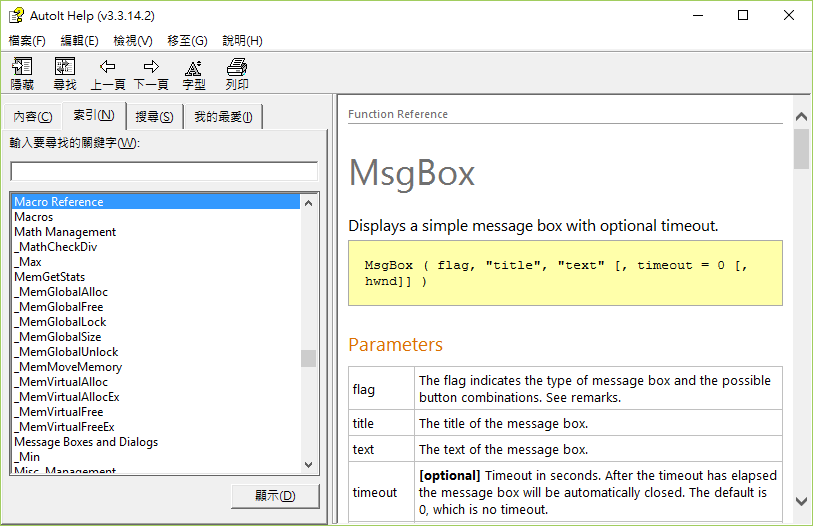 AutoIt Help (v3.3.14.2)
檔案(F) 編輯(E) 檢視(V) 移至(G) 說明(H)
隱藏 尋找 上一頁 下一頁 字型 列印
內容(C) 索引(N) 搜尋(S) 我的最愛(I)
輸入要尋找的關鍵字(W):
Macro Reference
Macros
Math Management
_MathCheckDiv
_Max
MemGetStats
_MemGlobalAlloc
_MemGlobalFree
_MemGlobalLock
_MemGlobalSize
_MemGlobalUnlock
_MemMoveMemory
_MemVirtualAlloc
_MemVirtualAllocEx
_MemVirtualFree
_MemVirtualFreeEx
Message Boxes and Dialogs
_Min
Misc. Management
顯示(D)
Function Reference
MsgBox
Displays a simple message box with optional timeout.
MsgBox ( flag, "title", "text" [, timeout = 0 [,
hwnd]] )
Parameters
flag
The flag indicates the type of message box and the possible
button combinations. See remarks.
title The title of the message box.
text The text of the message box.
timeout
[optional] Timeout in seconds. After the timeout has elapsed
the message box will be automatically closed. The default is
0, which is no timeout.